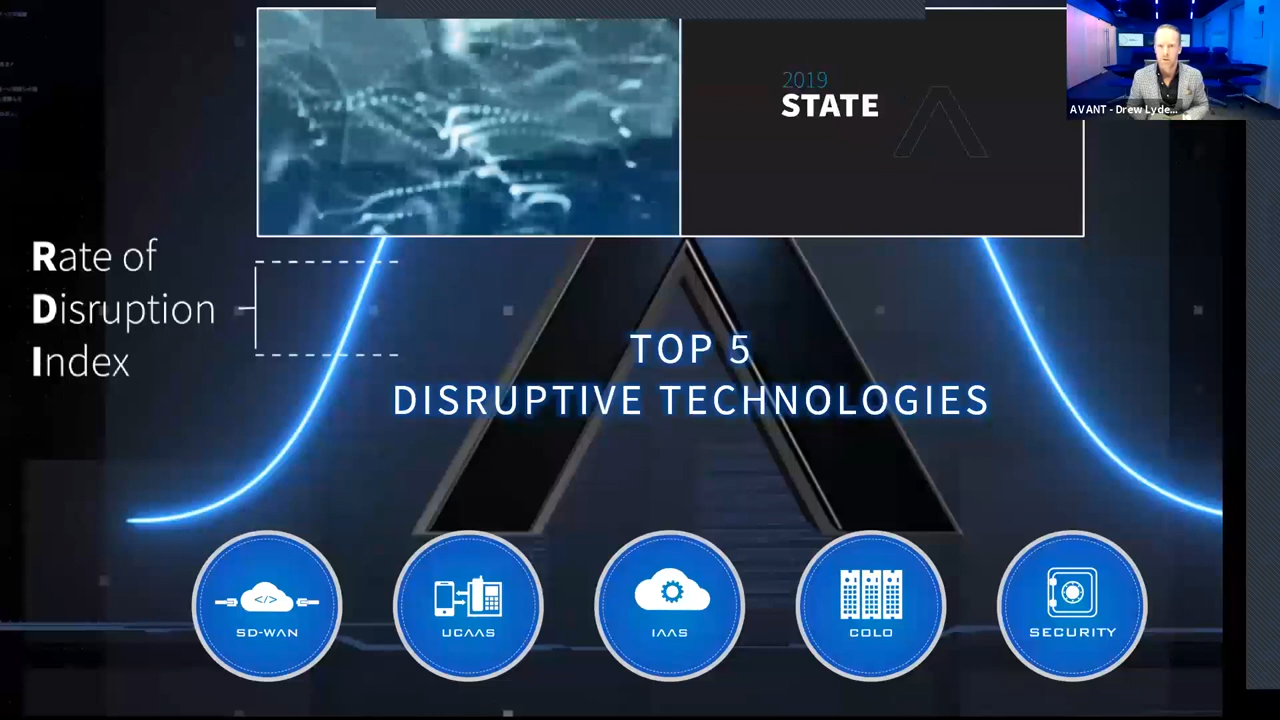 2019
STATE
AVANT - Drew Lyde...
Rate of
Disruption
Index
TOP 5
DISRUPTIVE TECHNOLOGIES
SD-WAN
</>
UCAAS
IAAS
COLO
SECURITY